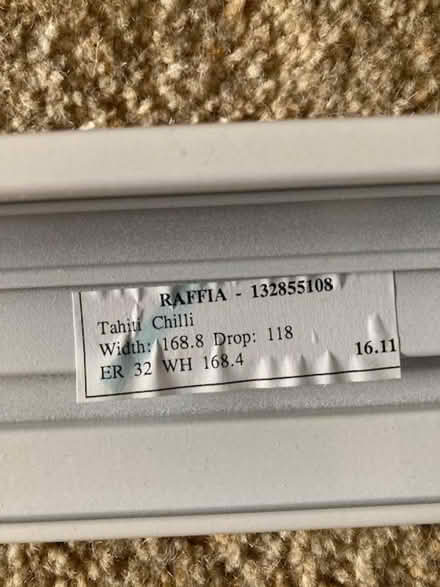 RAFFIA - 132855108
Tahiti Chilli
Width: 168.8 Drop: 118
ER 32 WH 168.4
16.11